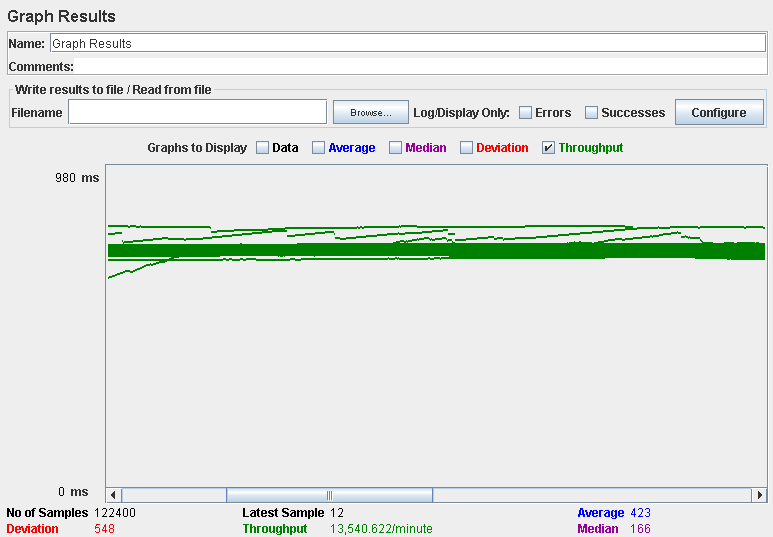 Graph Results
Name: Graph Results
Comments:
Write results to file / Read from file
Filename Browse... Log/Display Only: Errors Successes Configure
Graphs to Display Data Average Median Deviation Throughput
980 ms
0 ms
No of Samples 122400 Latest Sample 12 Average 423
Deviation 548 Throughput 13,540.622/minute Median 166